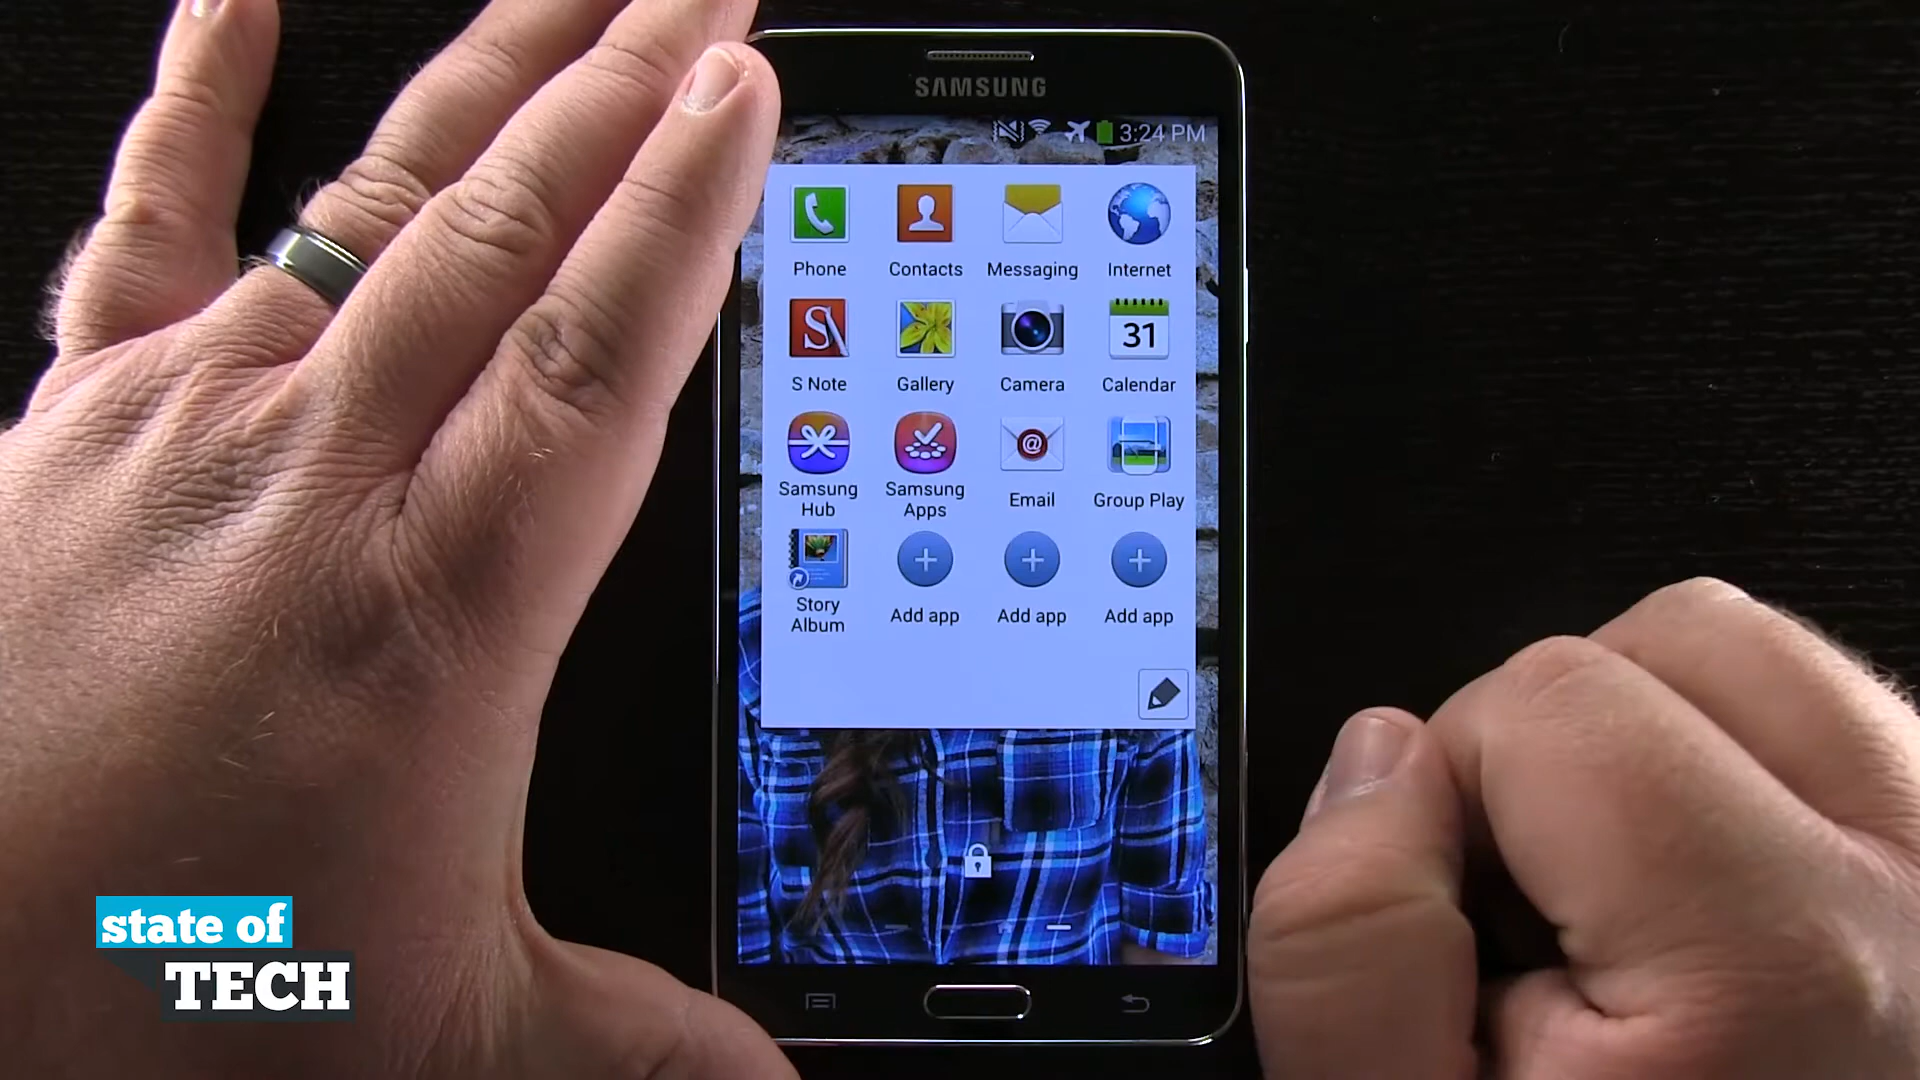 SAMSUNG
3:24 PM
Phone
Contacts
Messaging
Internet
31
S
S Note
Gallery
Camera
Calendar
@
Samsung
Hub
Samsung
Apps
Email
Group Play
Story
Album
Add app
Add app
Add app
state of
TECH